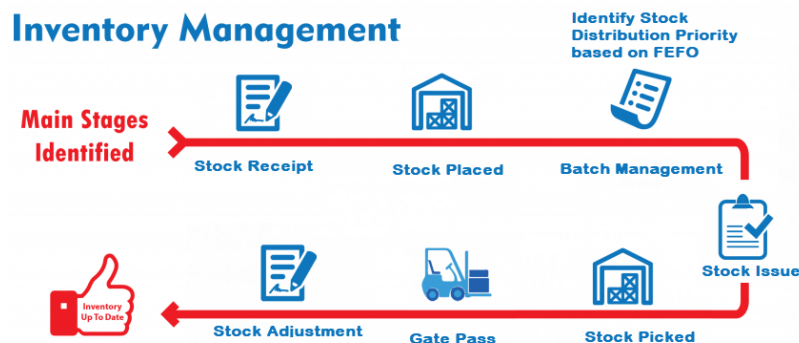 Inventory Management
Identify Stock
Distribution Priority
based on FEFO
Main Stages
Identified
Stock Receipt
Stock Placed
Batch Management
Stock Issue
Stock Picked
Gate Pass
Stock Adjustment
Inventory
Up To Date